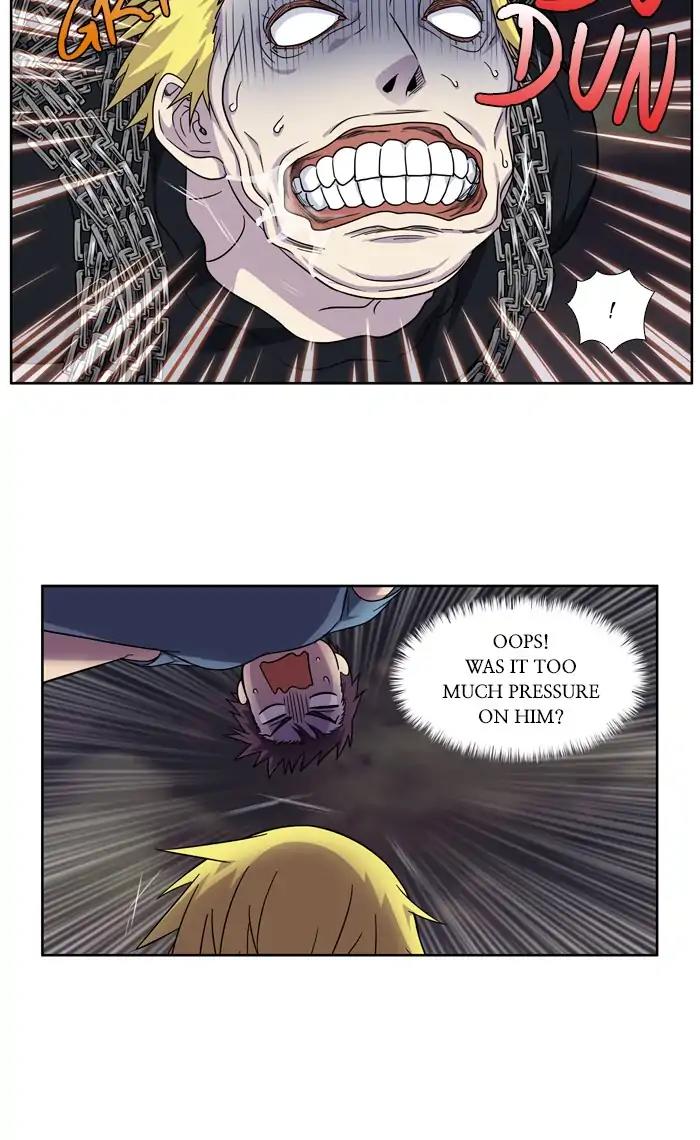 DUN
!
OOPS!
WAS IT TOO
MUCH PRESSURE
ON HIM?